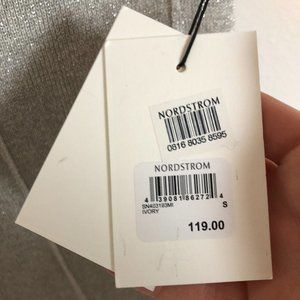 NORDSTROM
0816 8035 8595
NORDSTROM
4 39081 86272 4
SN403193MI S
IVORY
119.00